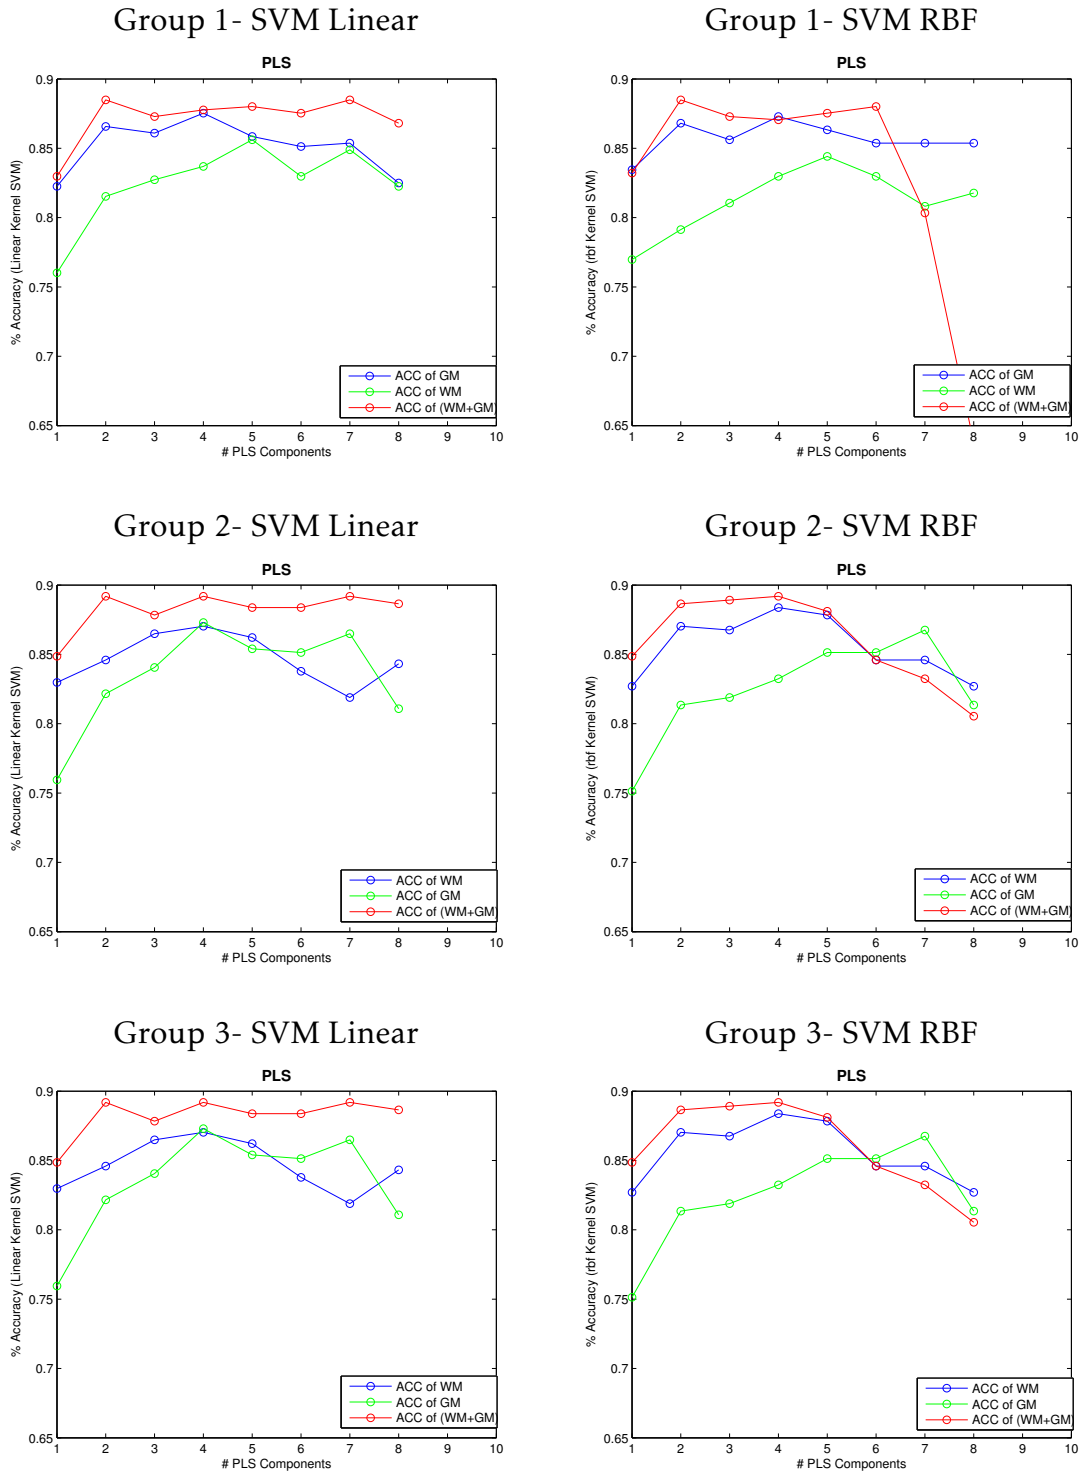 Group 1- SVM Linear
PLS
0.9
0.85
0.8
0.75
0.7
0.65
% Accuracy (Linear Kernel SVM)
1 2 3 4 5 6 7 8 9 10
# PLS Components
ACC of GM
ACC of WM
ACC of (WM+GM)
Group 1- SVM RBF
PLS
0.9
0.85
0.8
0.75
0.7
0.65
% Accuracy (rbf Kernel SVM)
1 2 3 4 5 6 7 8 9 10
# PLS Components
ACC of GM
ACC of WM
ACC of (WM+GM)
Group 2- SVM Linear
PLS
0.9
0.85
0.8
0.75
0.7
0.65
% Accuracy (Linear Kernel SVM)
1 2 3 4 5 6 7 8 9 10
# PLS Components
ACC of WM
ACC of GM
ACC of (WM+GM)
Group 2- SVM RBF
PLS
0.9
0.85
0.8
0.75
0.7
0.65
% Accuracy (rbf Kernel SVM)
1 2 3 4 5 6 7 8 9 10
# PLS Components
ACC of WM
ACC of GM
ACC of (WM+GM)
Group 3- SVM Linear
PLS
0.9
0.85
0.8
0.75
0.7
0.65
% Accuracy (Linear Kernel SVM)
1 2 3 4 5 6 7 8 9 10
# PLS Components
ACC of WM
ACC of GM
ACC of (WM+GM)
Group 3- SVM RBF
PLS
0.9
0.85
0.8
0.75
0.7
0.65
% Accuracy (rbf Kernel SVM)
1 2 3 4 5 6 7 8 9 10
# PLS Components
ACC of WM
ACC of GM
ACC of (WM+GM)